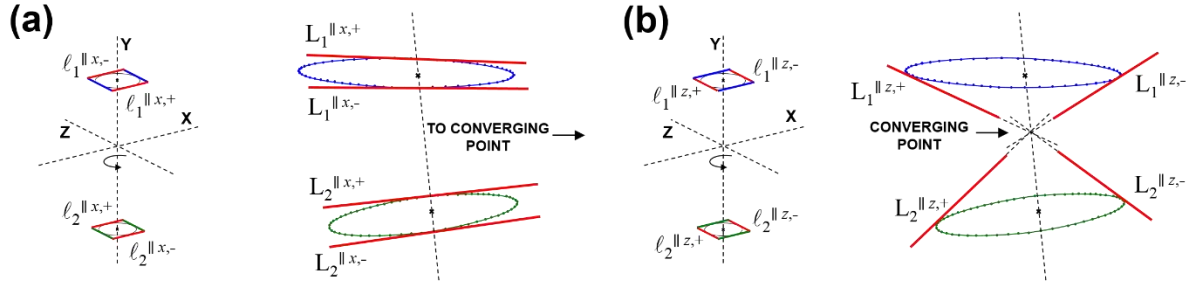 (a)
Y
ℓ₁^∥x,-
ℓ₁^∥x,+
Z
X
ℓ₂^∥x,+
ℓ₂^∥x,-
L₁^∥x,+
L₁^∥x,-
TO CONVERGING
POINT
L₂^∥x,+
L₂^∥x,-
(b)
Y
ℓ₁^∥z,-
ℓ₁^∥z,+
Z
X
ℓ₂^∥z,-
ℓ₂^∥z,+
L₁^∥z,+
L₁^∥z,-
CONVERGING
POINT
L₂^∥z,-
L₂^∥z,+